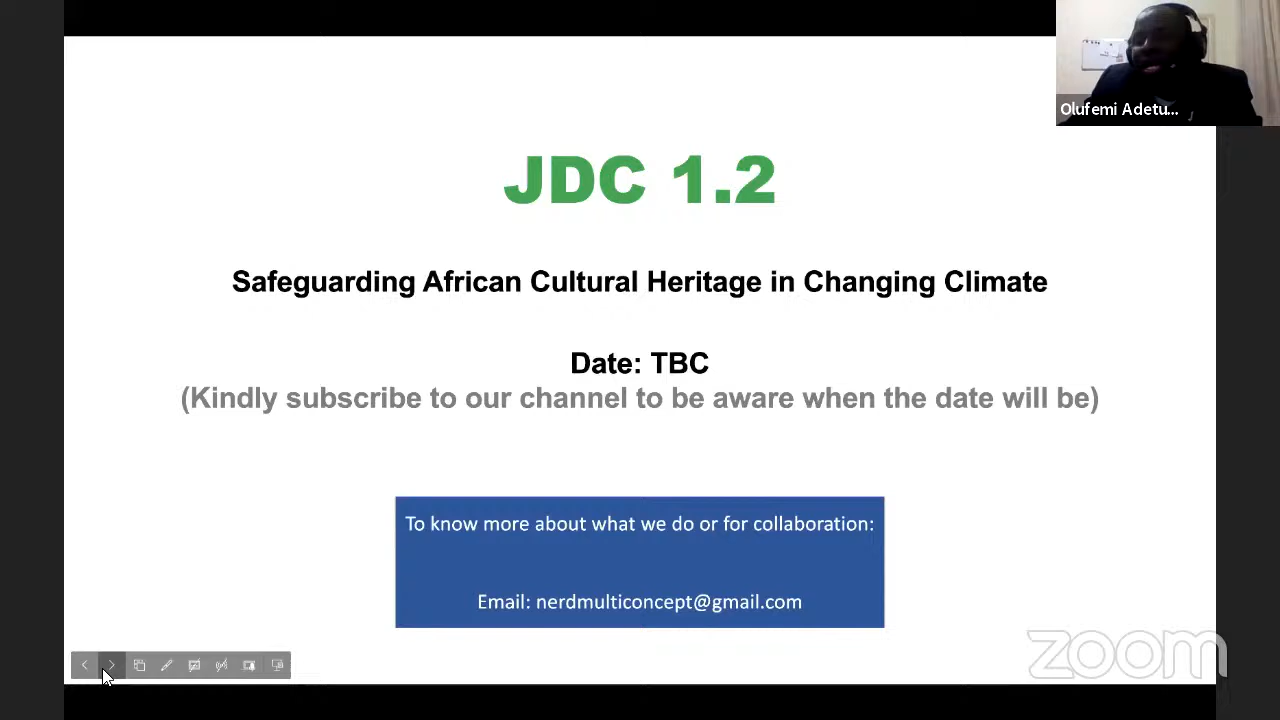 Olufemi Adetu...
JDC 1.2
Safeguarding African Cultural Heritage in Changing Climate
Date: TBC
(Kindly subscribe to our channel to be aware when the date will be)
To know more about what we do or for collaboration:
Email: nerdmulticoncept@gmail.com
zoom